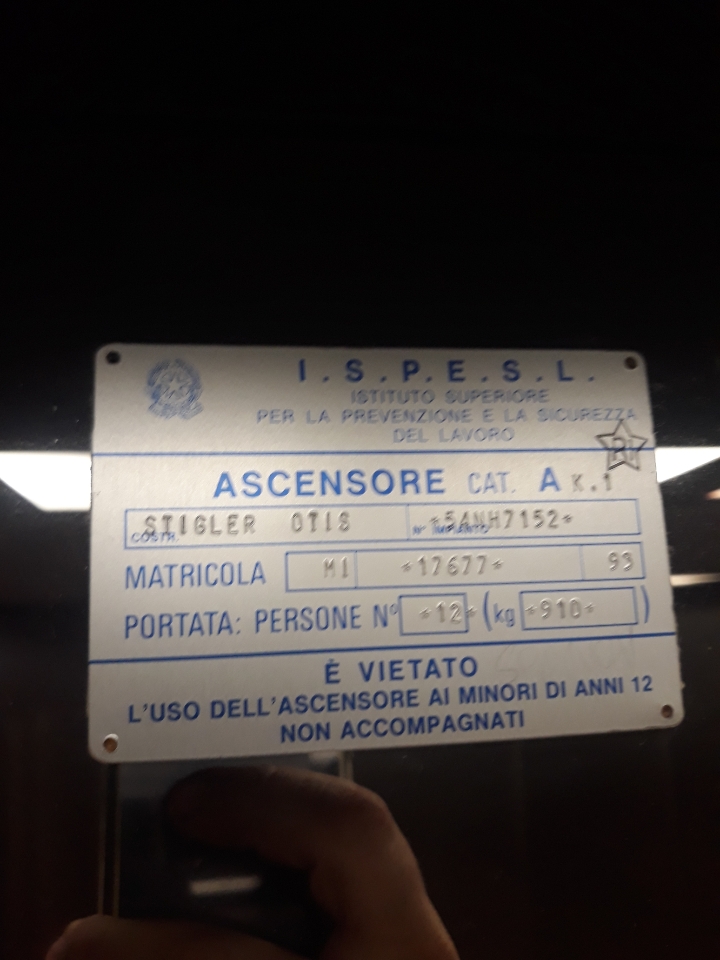 I.S.P.E.S.L.
ISTITUTO SUPERIORE
PER LA PREVENZIONE E LA SICUREZZA
DEL LAVORO
ASCENSORE CAT. A K.1
COSTR. STIGLER OTIS N° IMPIANTO *54NH7152*
MATRICOLA MI *17677* 93
PORTATA: PERSONE N° *12* (kg *910*)
È VIETATO
L'USO DELL'ASCENSORE AI MINORI DI ANNI 12
NON ACCOMPAGNATI